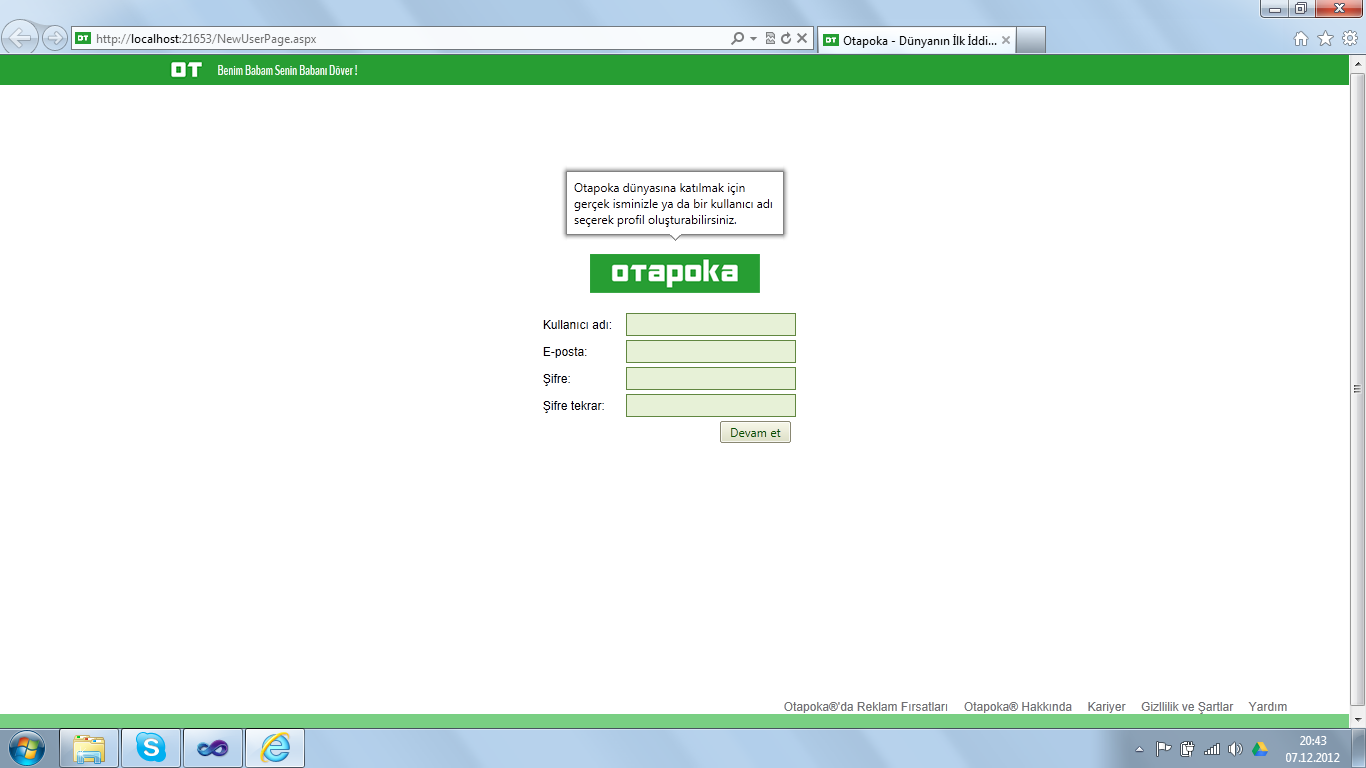 http://localhost:21653/NewUserPage.aspx
OT Otapoka - Dünyanın İlk İddi...
OT Benim Babam Senin Babanı Döver !
Otapoka dünyasına katılmak için
gerçek isminizle ya da bir kullanıcı adı
seçerek profil oluşturabilirsiniz.
OTAPOKA
Kullanıcı adı:
E-posta:
Şifre:
Şifre tekrar:
Devam et
Otapoka®'da Reklam Fırsatları Otapoka® Hakkında Kariyer Gizllilik ve Şartlar Yardım
20:43
07.12.2012